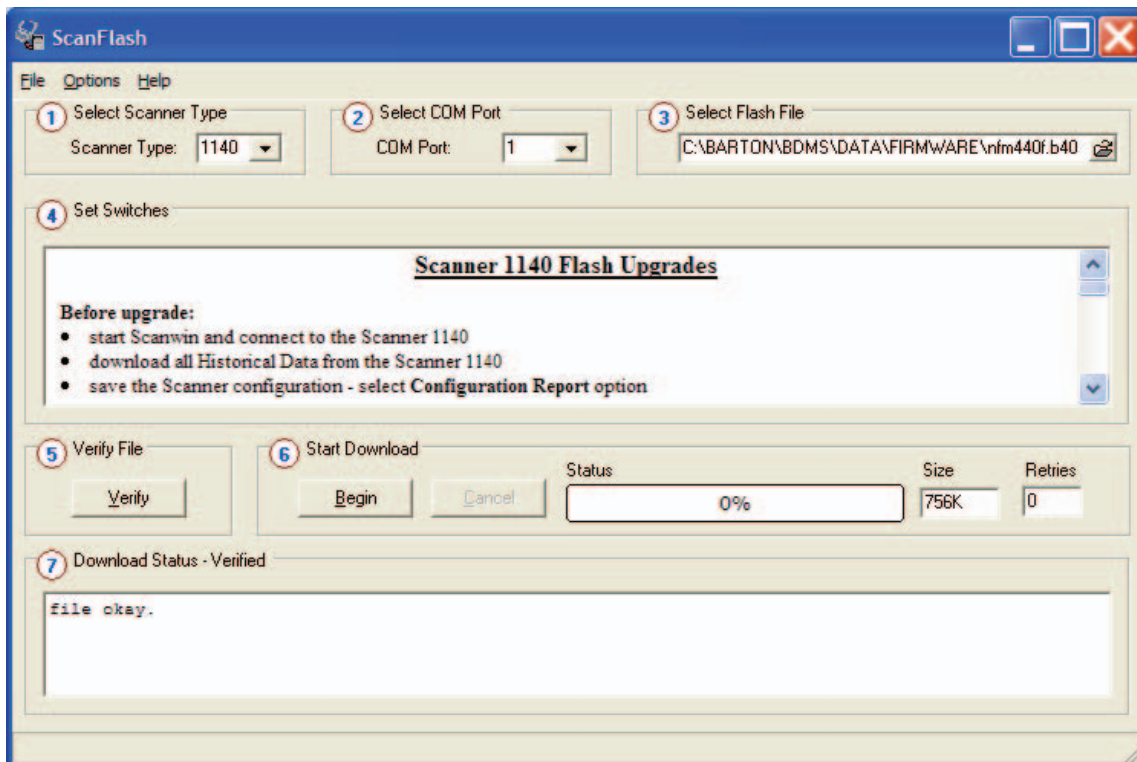 ScanFlash
File Options Help
1 Select Scanner Type
Scanner Type: 1140
2 Select COM Port
COM Port: 1
3 Select Flash File
C:\BARTON\BDMS\DATA\FIRMWARE\nfm440f.b40
4 Set Switches
Scanner 1140 Flash Upgrades
Before upgrade:
• start Scanwin and connect to the Scanner 1140
• download all Historical Data from the Scanner 1140
• save the Scanner configuration - select Configuration Report option
5 Verify File
Verify
6 Start Download
Begin Cancel
Status
0%
Size
756K
Retries
0
7 Download Status - Verified
file okay.